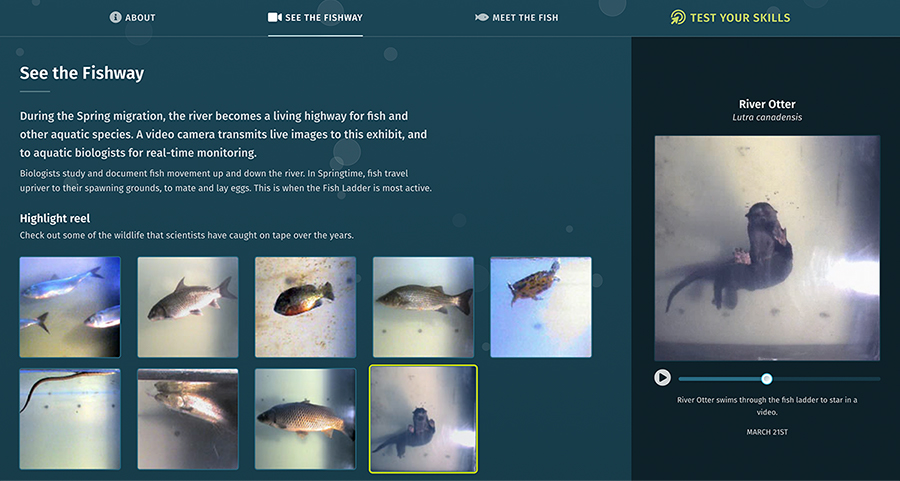 ABOUT
SEE THE FISHWAY
MEET THE FISH
TEST YOUR SKILLS
See the Fishway
During the Spring migration, the river becomes a living highway for fish and
other aquatic species. A video camera transmits live images to this exhibit, and
to aquatic biologists for real-time monitoring.
Biologists study and document fish movement up and down the river. In Springtime, fish travel
upriver to their spawning grounds, to mate and lay eggs. This is when the Fish Ladder is most active.
Highlight reel
Check out some of the wildlife that scientists have caught on tape over the years.
River Otter
Lutra canadensis
River Otter swims through the fish ladder to star in a
video.
MARCH 21ST